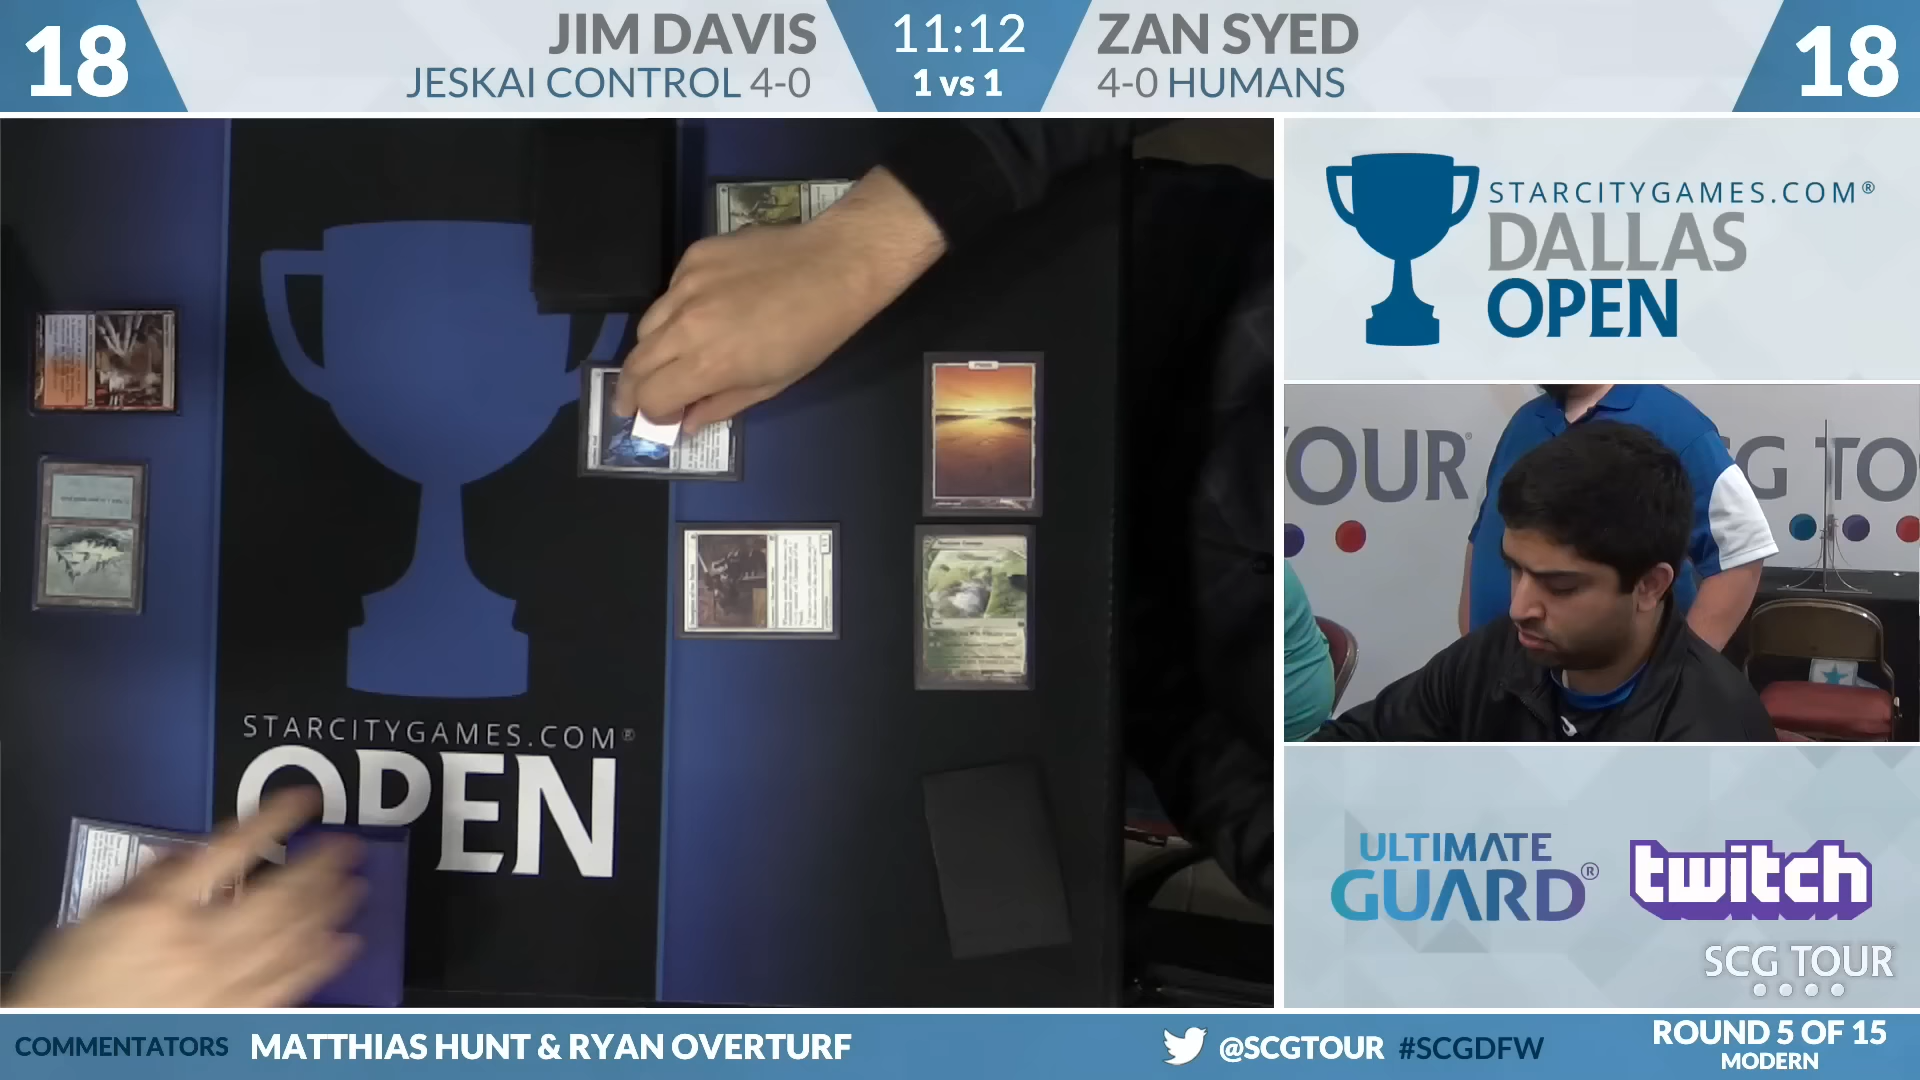 18
JIM DAVIS
JESKAI CONTROL 4-0
11:12
1 vs 1
ZAN SYED
4-0 HUMANS
18
STARCITYGAMES.COM®
DALLAS
OPEN
STARCITYGAMES.COM®
OPEN
OUR
G TO
ULTIMATE
GUARD®
twitch
SCG TOUR
COMMENTATORS MATTHIAS HUNT & RYAN OVERTURF
@SCGTOUR #SCGDFW
ROUND 5 OF 15
MODERN